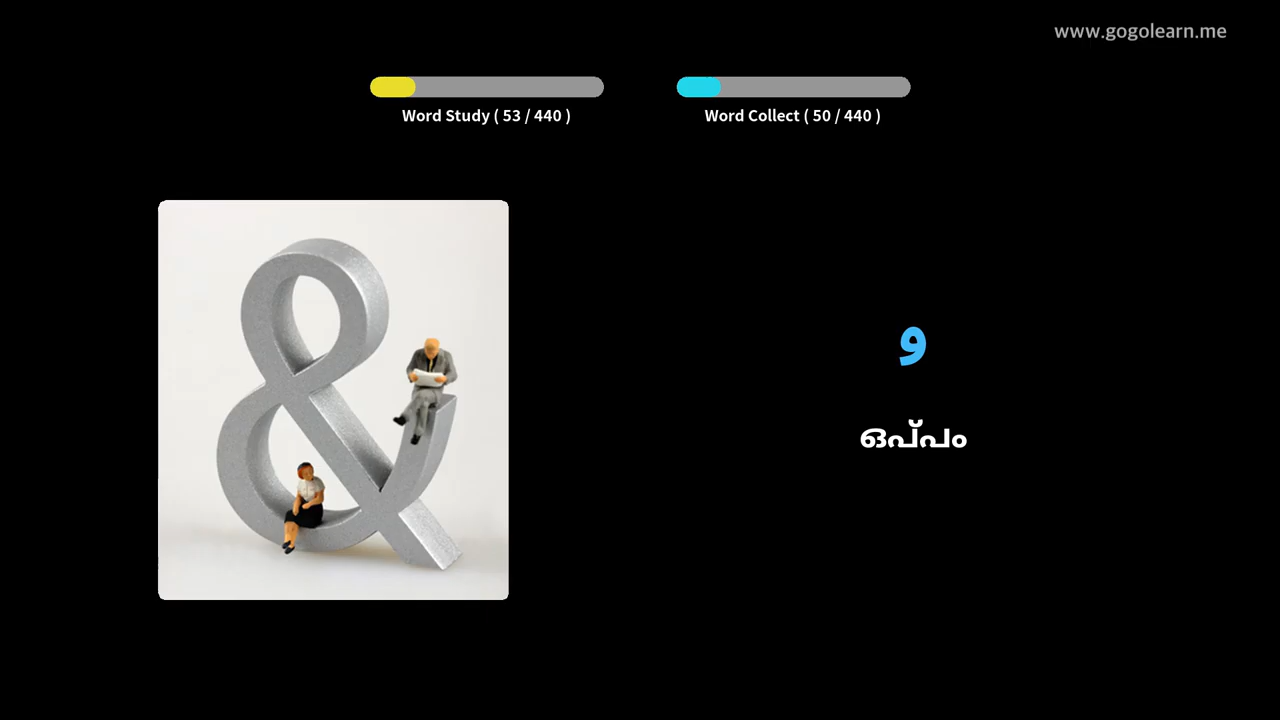 www.gogolearn.me
Word Study ( 53 / 440 )
Word Collect ( 50 / 440 )
&
و
ഒപ്പം